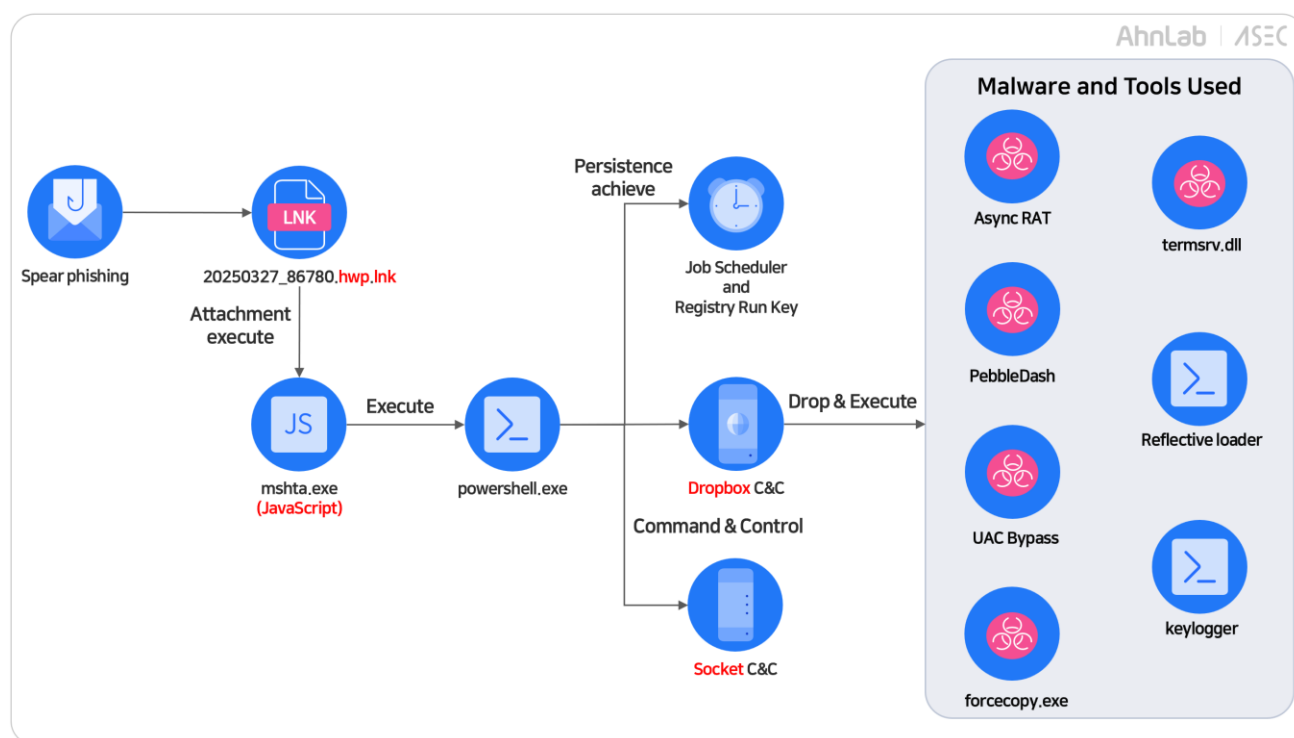 AhnLab | ASEC
Malware and Tools Used
Spear phishing
LNK
20250327_86780.hwp.lnk
Attachment
execute
JS
mshta.exe
(JavaScript)
Execute
powershell.exe
Persistence
achieve
Job Scheduler
and
Registry Run Key
Dropbox C&C
Drop & Execute
Command & Control
Socket C&C
Async RAT
termsrv.dll
PebbleDash
Reflective loader
UAC Bypass
keylogger
forcecopy.exe